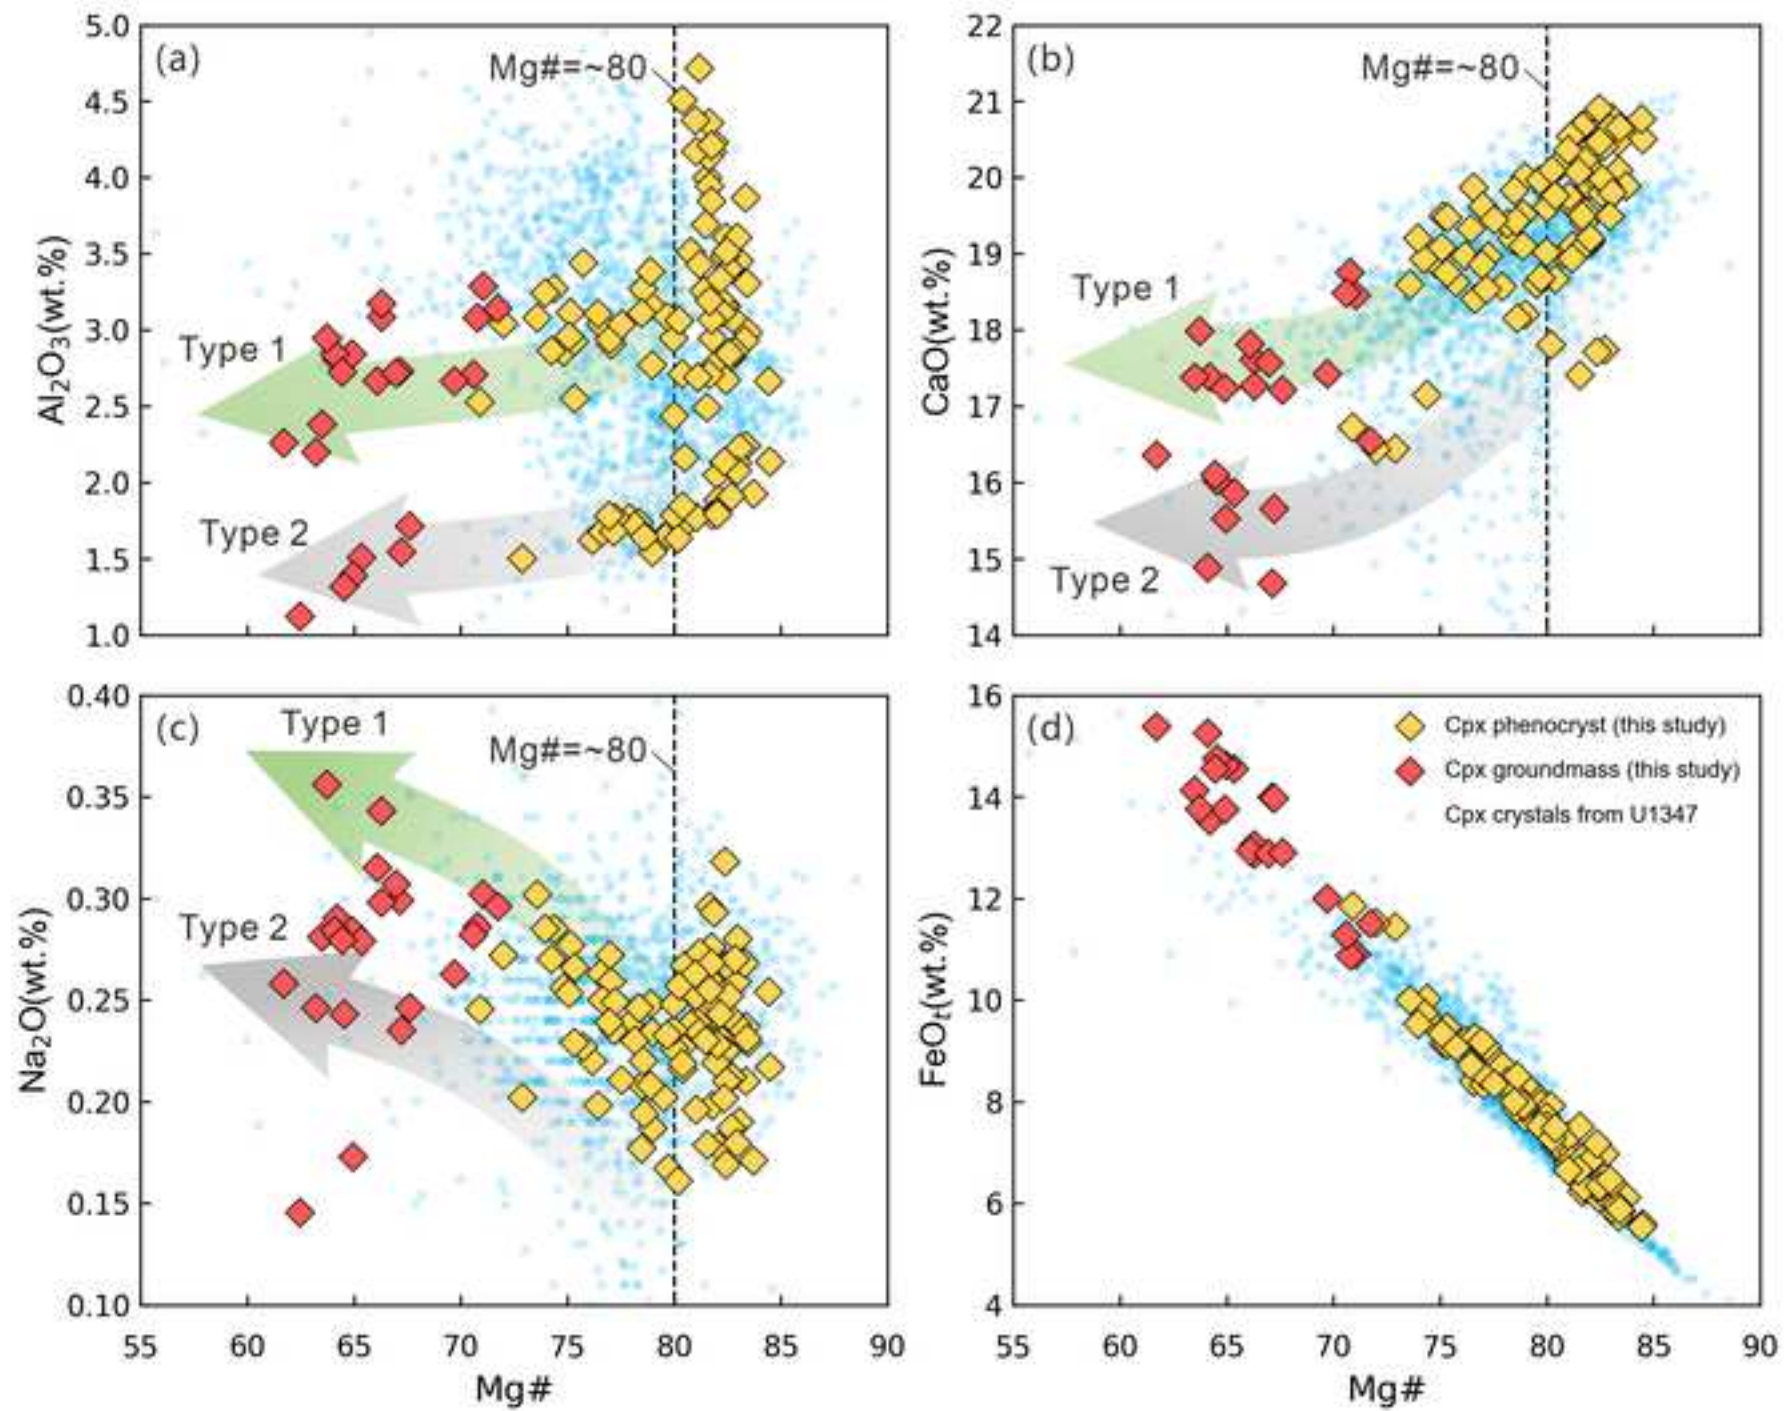 (a)
Mg#=~80
Type 1
Type 2
Al2O3(wt.%)
5.0
4.5
4.0
3.5
3.0
2.5
2.0
1.5
1.0
(b)
Mg#=~80
Type 1
Type 2
CaO(wt.%)
22
21
20
19
18
17
16
15
14
(c)
Type 1
Mg#=~80
Type 2
Na2O(wt.%)
0.40
0.35
0.30
0.25
0.20
0.15
0.10
55 60 65 70 75 80 85 90
Mg#
(d)
Cpx phenocryst (this study)
Cpx groundmass (this study)
Cpx crystals from U1347
FeOt(wt.%)
16
14
12
10
8
6
4
55 60 65 70 75 80 85 90
Mg#